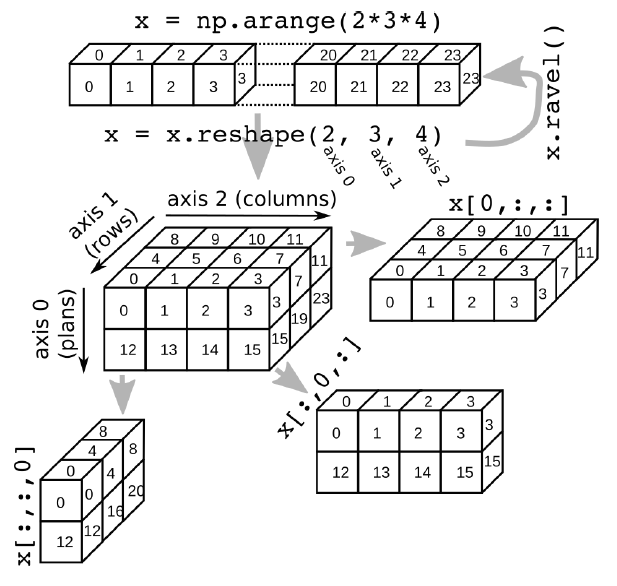 x = np.arange(2*3*4)
0 1 2 3 20 21 22 23
0 1 2 3 3 20 21 22 23 23
x.ravel()
x = x.reshape(2, 3, 4)
axis 0 axis 1 axis 2
axis 2 (columns)
axis 1
(rows)
axis 0
(plans)
8 9 10 11
4 5 6 7 11
0 1 2 3 7
0 1 2 3 3 23
19
12 13 14 15 15
x[0,:,:]
8 9 10 11
4 5 6 7 11
0 1 2 3 7
0 1 2 3 3
x[:,0,:]
0 1 2 3
0 1 2 3 3
12 13 14 15 15
x[:,:,0]
8
4 8
0 4
0 0 20
16
12 12